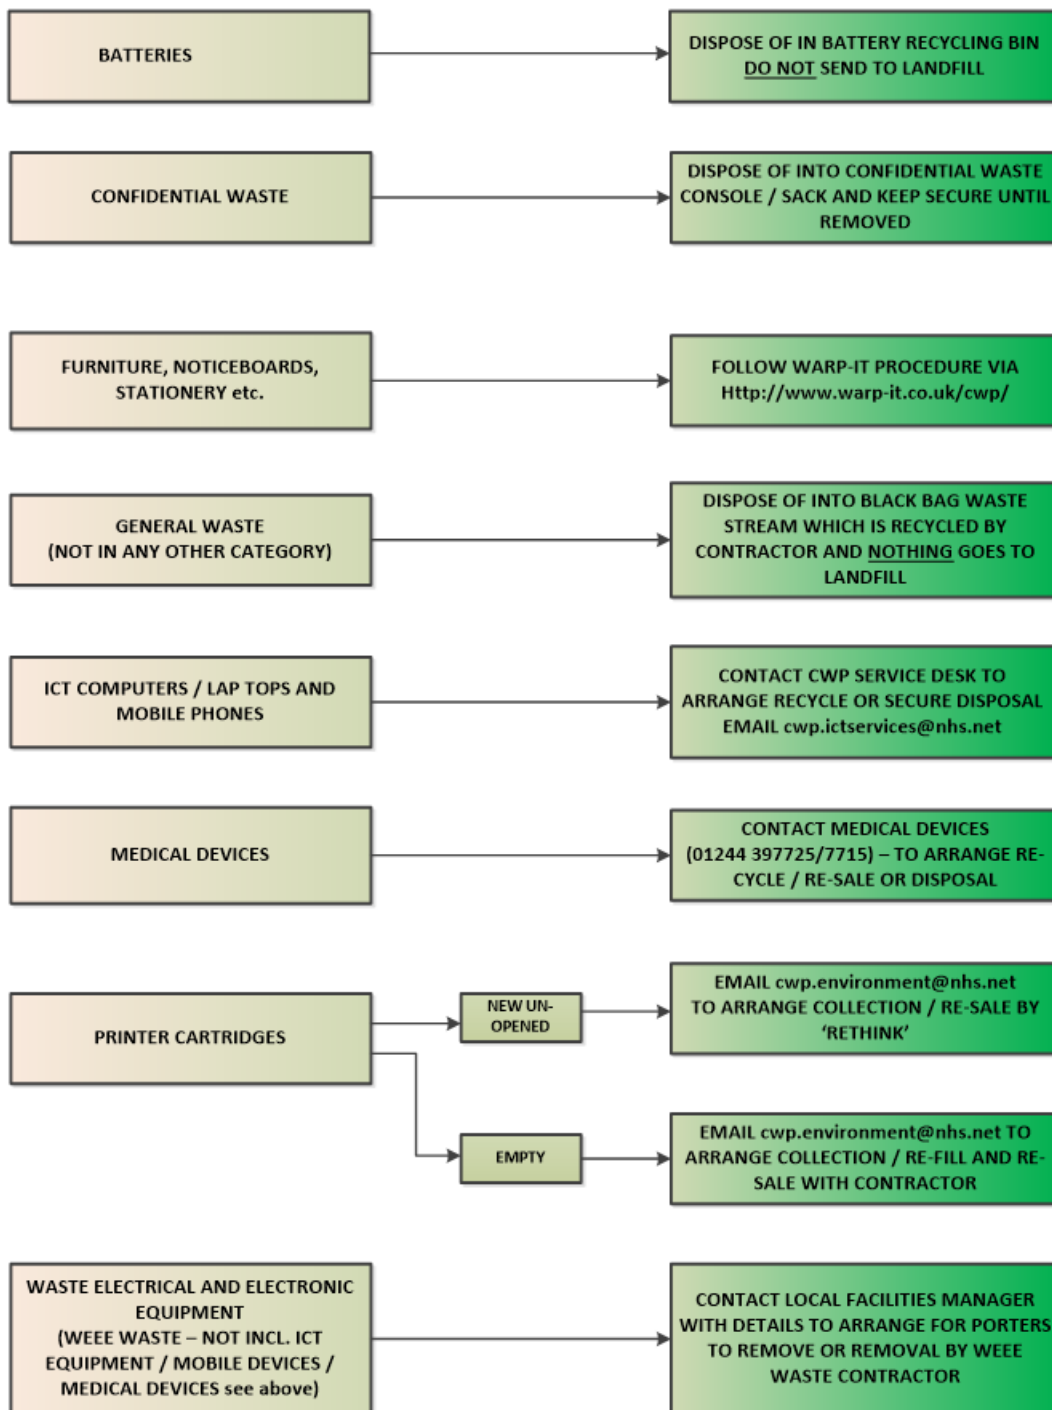 BATTERIES
DISPOSE OF IN BATTERY RECYCLING BIN
DO NOT SEND TO LANDFILL
CONFIDENTIAL WASTE
DISPOSE OF INTO CONFIDENTIAL WASTE
CONSOLE / SACK AND KEEP SECURE UNTIL
REMOVED
FURNITURE, NOTICEBOARDS,
STATIONERY etc.
FOLLOW WARP-IT PROCEDURE VIA
Http://www.warp-it.co.uk/cwp/
GENERAL WASTE
(NOT IN ANY OTHER CATEGORY)
DISPOSE OF INTO BLACK BAG WASTE
STREAM WHICH IS RECYCLED BY
CONTRACTOR AND NOTHING GOES TO
LANDFILL
ICT COMPUTERS / LAP TOPS AND
MOBILE PHONES
CONTACT CWP SERVICE DESK TO
ARRANGE RECYCLE OR SECURE DISPOSAL
EMAIL cwp.ictservices@nhs.net
MEDICAL DEVICES
CONTACT MEDICAL DEVICES
(01244 397725/7715) – TO ARRANGE RE-
CYCLE / RE-SALE OR DISPOSAL
PRINTER CARTRIDGES
NEW UN-
OPENED
EMAIL cwp.environment@nhs.net
TO ARRANGE COLLECTION / RE-SALE BY
‘RETHINK’
EMPTY
EMAIL cwp.environment@nhs.net TO
ARRANGE COLLECTION / RE-FILL AND RE-
SALE WITH CONTRACTOR
WASTE ELECTRICAL AND ELECTRONIC
EQUIPMENT
(WEEE WASTE – NOT INCL. ICT
EQUIPMENT / MOBILE DEVICES /
MEDICAL DEVICES see above)
CONTACT LOCAL FACILITIES MANAGER
WITH DETAILS TO ARRANGE FOR PORTERS
TO REMOVE OR REMOVAL BY WEEE
WASTE CONTRACTOR